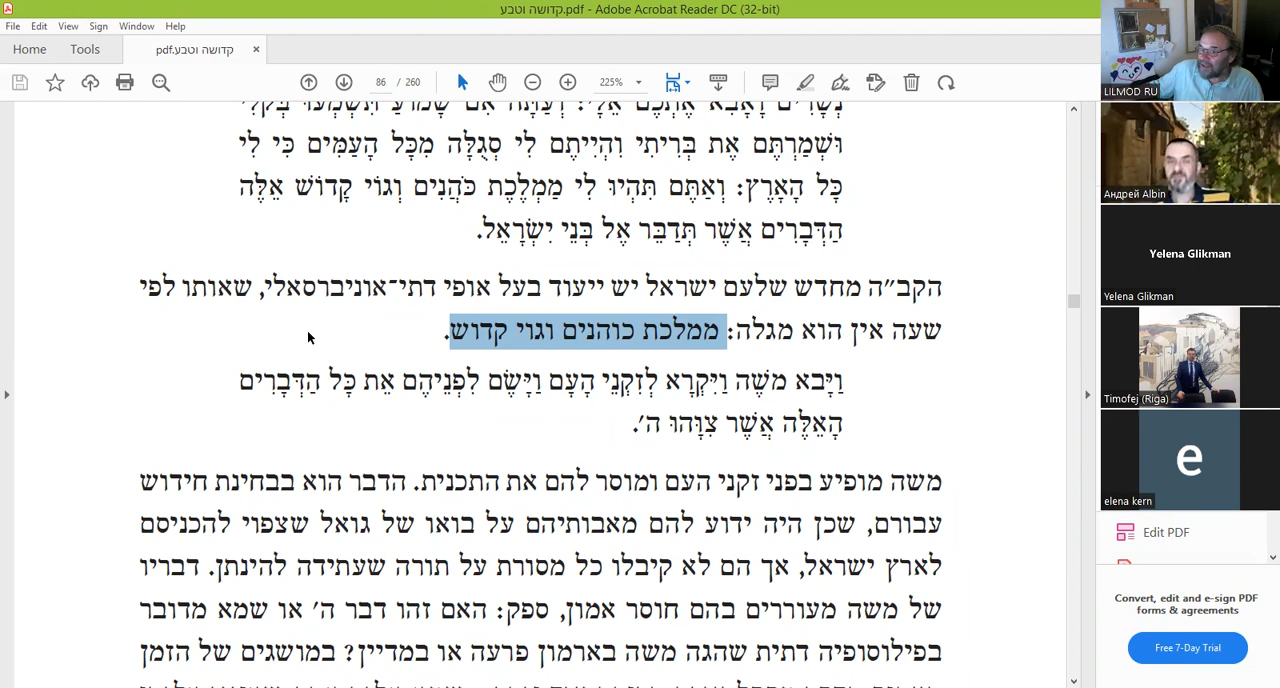 קדושה וטבע.pdf - Adobe Acrobat Reader DC (32-bit)
File Edit View Sign Window Help
Home Tools קדושה וטבע.pdf ×
86 / 260 225%
נְשָׁרִים וָאָבִא אֶתְכֶם אֵלָי: וְעַתָּה אִם שָׁמוֹעַ תִּשְׁמְעוּ בְּקֹלִי
וּשְׁמַרְתֶּם אֶת בְּרִיתִי וִהְיִיתֶם לִי סְגֻלָּה מִכָּל הָעַמִּים כִּי לִי
כָּל הָאָרֶץ: וְאַתֶּם תִּהְיוּ לִי מַמְלֶכֶת כֹּהֲנִים וְגוֹי קָדוֹשׁ אֵלֶּה
הַדְּבָרִים אֲשֶׁר תְּדַבֵּר אֶל בְּנֵי יִשְׂרָאֵל.
הקב״ה מחדש שלעם ישראל יש ייעוד בעל אופי דתי־אוניברסאלי, שאותו לפי
שעה אין הוא מגלה: ממלכת כוהנים וגוי קדוש.
וַיָּבֹא מֹשֶׁה וַיִּקְרָא לְזִקְנֵי הָעָם וַיָּשֶׂם לִפְנֵיהֶם אֵת כָּל הַדְּבָרִים
הָאֵלֶּה אֲשֶׁר צִוָּהוּ ה׳.
משה מופיע בפני זקני העם ומוסר להם את התכנית. הדבר הוא בבחינת חידוש
עבורם, שכן היה ידוע להם מאבותיהם על בואו של גואל שצפוי להכניסם
לארץ ישראל, אך הם לא קיבלו כל מסורת על תורה שעתידה להינתן. דבריו
של משה מעוררים בהם חוסר אמון, ספק: האם זהו דבר ה׳ או שמא מדובר
בפילוסופיה דתית שהגה משה בארמון פרעה או במדיין? במושגים של הזמן
LILMOD RU
Андрей Albin
Yelena Glikman
Yelena Glikman
Timofej (Riga)
e
elena kern
Edit PDF
Convert, edit and e-sign PDF
forms & agreements
Free 7-Day Trial